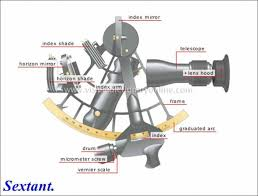 index mirror
telescope
index shade
lens hood
horizon mirror
horizon shade
index arm
frame
index
graduated arc
drum
micrometer screw
vernier scale
Sextant.